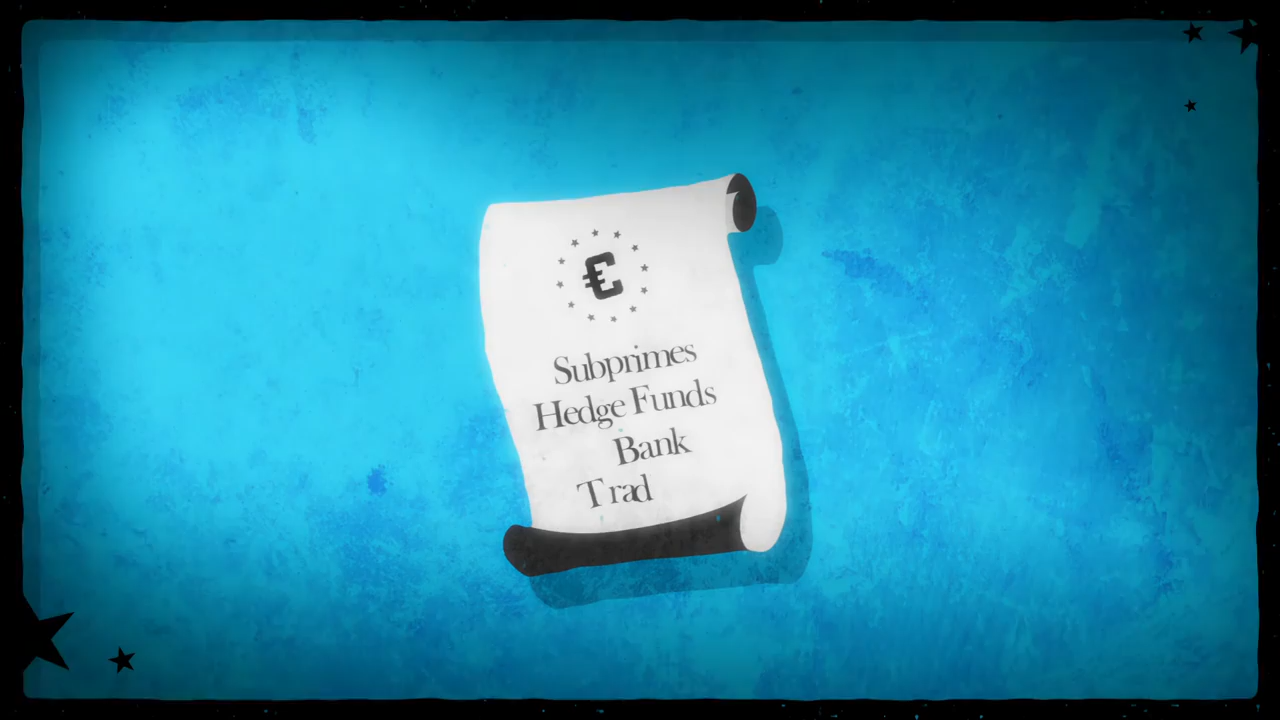 €
Subprimes
Hedge Funds
Bank
Trad